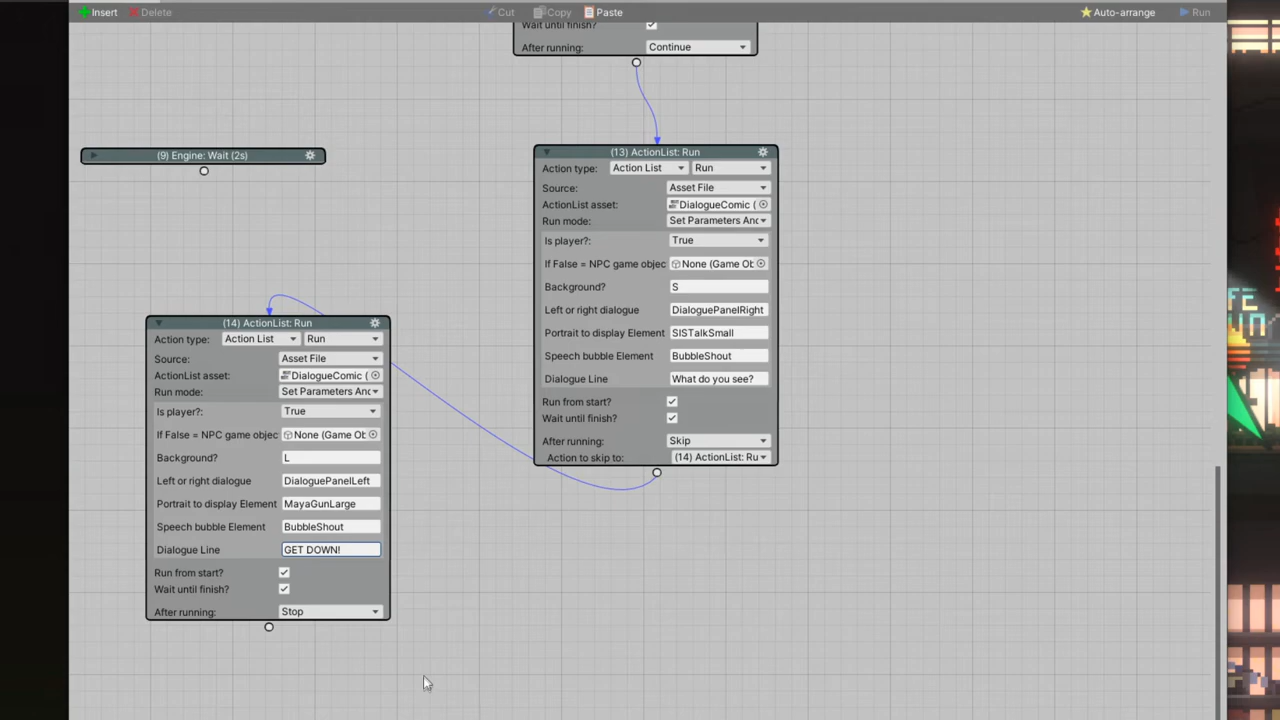 Insert Delete Cut Copy Paste Auto-arrange Run
Wait until finish?
After running: Continue
(9) Engine: Wait (2s)
(13) ActionList: Run
Action type: Action List Run
Source: Asset File
ActionList asset: DialogueComic (
Run mode: Set Parameters And
Is player?: True
If False = NPC game objec None (Game Ob
Background? S
Left or right dialogue DialoguePanelRight
Portrait to display Element SISTalkSmall
Speech bubble Element BubbleShout
Dialogue Line What do you see?
Run from start?
Wait until finish?
After running: Skip
Action to skip to: (14) ActionList: Ru
(14) ActionList: Run
Action type: Action List Run
Source: Asset File
ActionList asset: DialogueComic (
Run mode: Set Parameters And
Is player?: True
If False = NPC game objec None (Game Ob
Background? L
Left or right dialogue DialoguePanelLeft
Portrait to display Element MayaGunLarge
Speech bubble Element BubbleShout
Dialogue Line GET DOWN!
Run from start?
Wait until finish?
After running: Stop